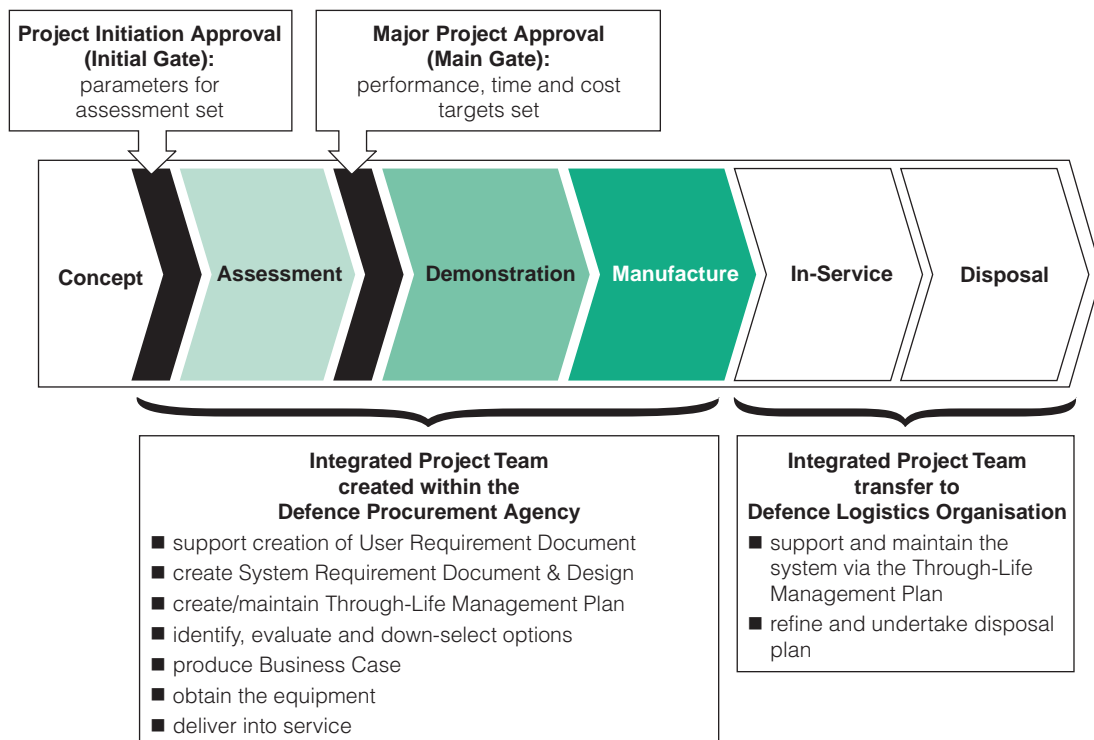 Project Initiation Approval
(Initial Gate):
parameters for
assessment set
Major Project Approval
(Main Gate):
performance, time and cost
targets set
Concept
Assessment
Demonstration
Manufacture
In-Service
Disposal
Integrated Project Team
created within the
Defence Procurement Agency
■ support creation of User Requirement Document
■ create System Requirement Document & Design
■ create/maintain Through-Life Management Plan
■ identify, evaluate and down-select options
■ produce Business Case
■ obtain the equipment
■ deliver into service
Integrated Project Team
transfer to
Defence Logistics Organisation
■ support and maintain the
system via the Through-Life
Management Plan
■ refine and undertake disposal
plan